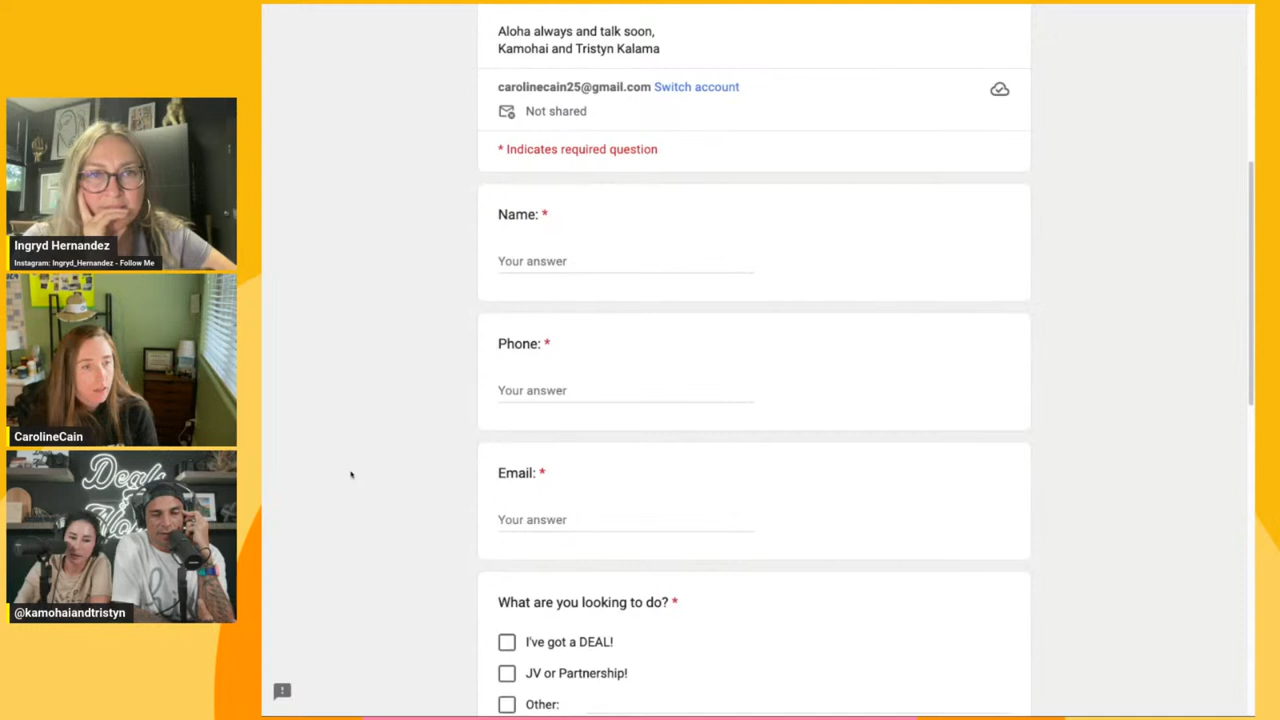 Aloha always and talk soon,
Kamohai and Tristyn Kalama
carolinecain25@gmail.com Switch account
Not shared
* Indicates required question
Name: *
Your answer
Phone: *
Your answer
Email: *
Your answer
What are you looking to do? *
I've got a DEAL!
JV or Partnership!
Other:
Ingryd Hernandez
Instagram: Ingryd_Hernandez - Follow Me
CarolineCain
Deals
@kamohaiandtristyn